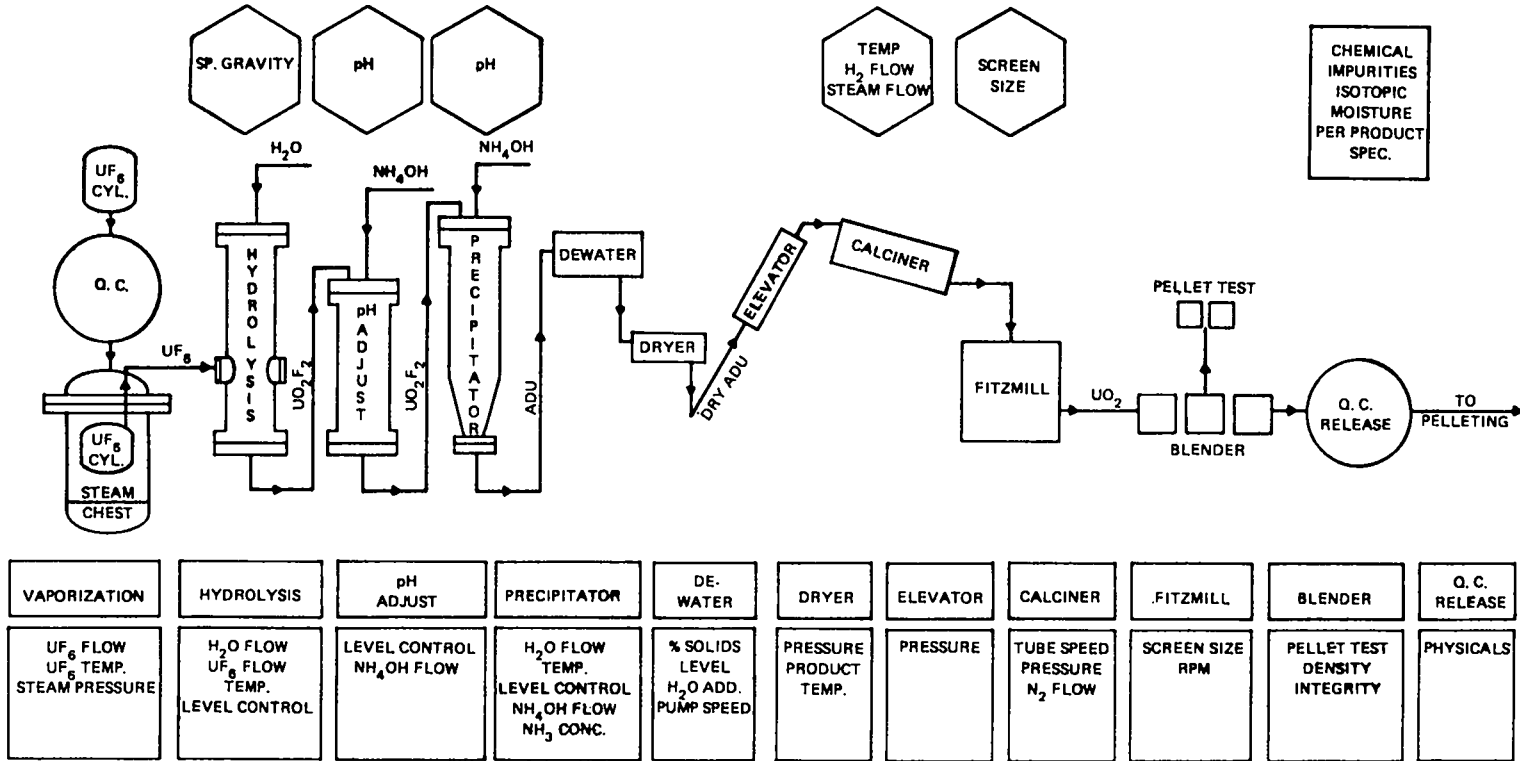 SP. GRAVITY
pH
pH
TEMP
H₂ FLOW
STEAM FLOW
SCREEN
SIZE
CHEMICAL
IMPURITIES
ISOTOPIC
MOISTURE
PER PRODUCT
SPEC.
UF₆
CYL.
Q. C.
UF₆
UF₆
CYL.
STEAM
CHEST
H₂O
HYDROLYSIS
UO₂F₂
NH₄OH
pH
ADJUST
UO₂F₂
NH₄OH
PRECIPITATOR
ADU
DEWATER
DRYER
DRY ADU
ELEVATOR
CALCINER
FITZMILL
UO₂
PELLET TEST
BLENDER
Q. C.
RELEASE
TO
PELLETING
VAPORIZATION
UF₆ FLOW
UF₆ TEMP.
STEAM PRESSURE
HYDROLYSIS
H₂O FLOW
UF₆ FLOW
TEMP.
LEVEL CONTROL
pH
ADJUST
LEVEL CONTROL
NH₄OH FLOW
PRECIPITATOR
H₂O FLOW
TEMP.
LEVEL CONTROL
NH₄OH FLOW
NH₃ CONC.
DE-
WATER
% SOLIDS
LEVEL
H₂O ADD.
PUMP SPEED
DRYER
PRESSURE
PRODUCT
TEMP.
ELEVATOR
PRESSURE
CALCINER
TUBE SPEED
PRESSURE
N₂ FLOW
.FITZMILL
SCREEN SIZE
RPM
BLENDER
PELLET TEST
DENSITY
INTEGRITY
Q. C.
RELEASE
PHYSICALS